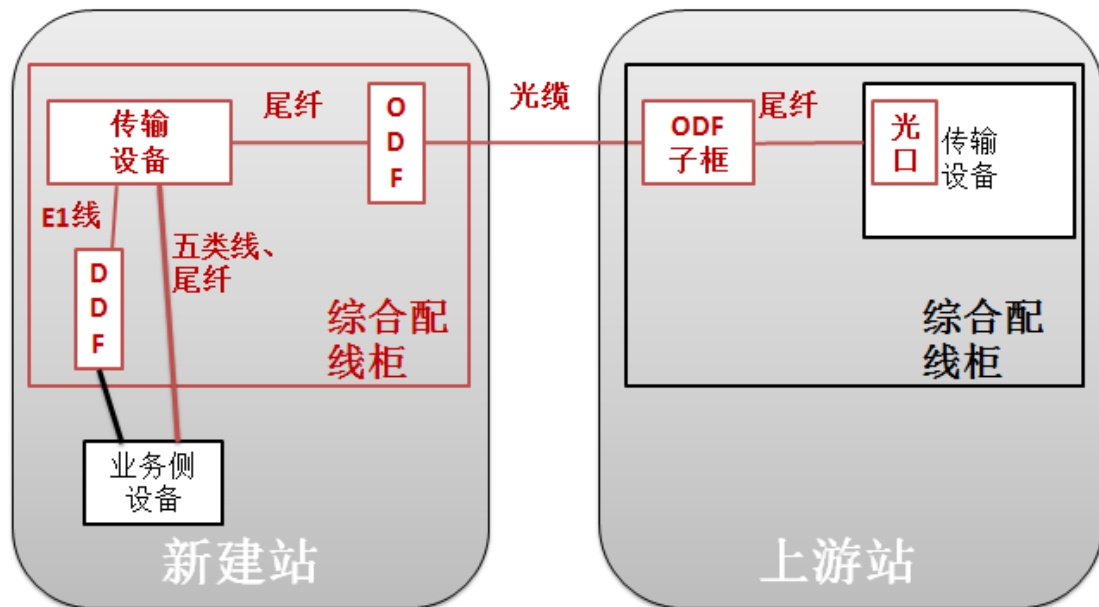 传输
设备
尾纤
O
D
F
光缆
ODF
子框
尾纤
光
口
传输
设备
E1线
五类线、
尾纤
D
D
F
综合配
线柜
综合配
线柜
业务侧
设备
新建站
上游站